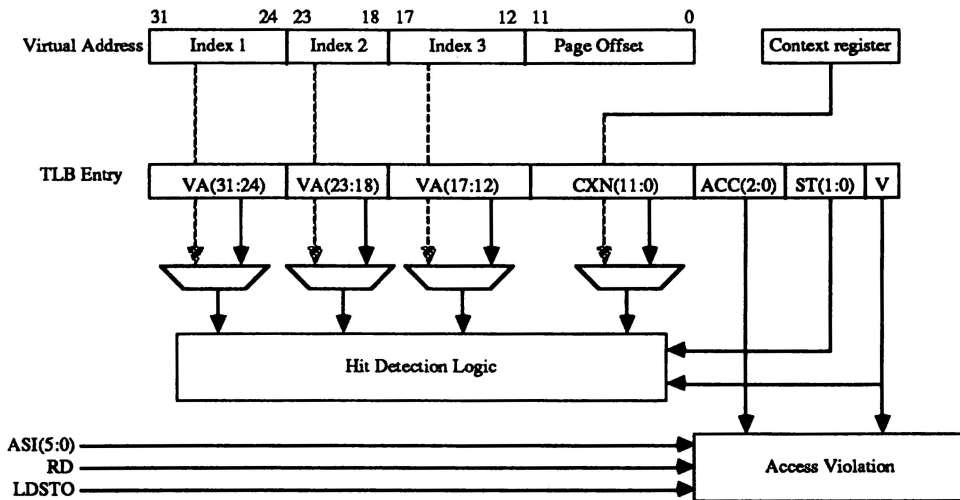 31 24 23 18 17 12 11 0
Virtual Address Index 1 Index 2 Index 3 Page Offset Context register
TLB Entry VA(31:24) VA(23:18) VA(17:12) CXN(11:0) ACC(2:0) ST(1:0) V
Hit Detection Logic
ASI(5:0)
RD
LDSTO
Access Violation